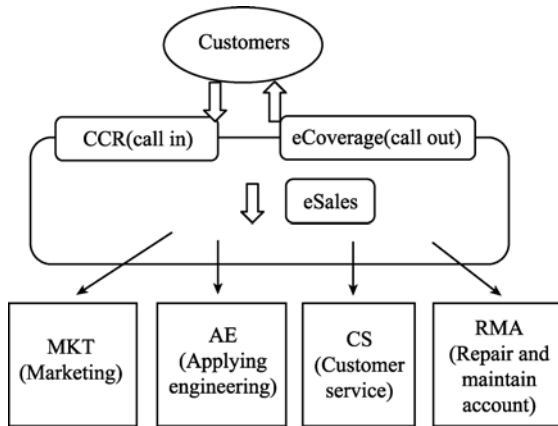 Customers
CCR(call in)
eCoverage(call out)
eSales
MKT
(Marketing)
AE
(Applying
engineering)
CS
(Customer
service)
RMA
(Repair and
maintain
account)